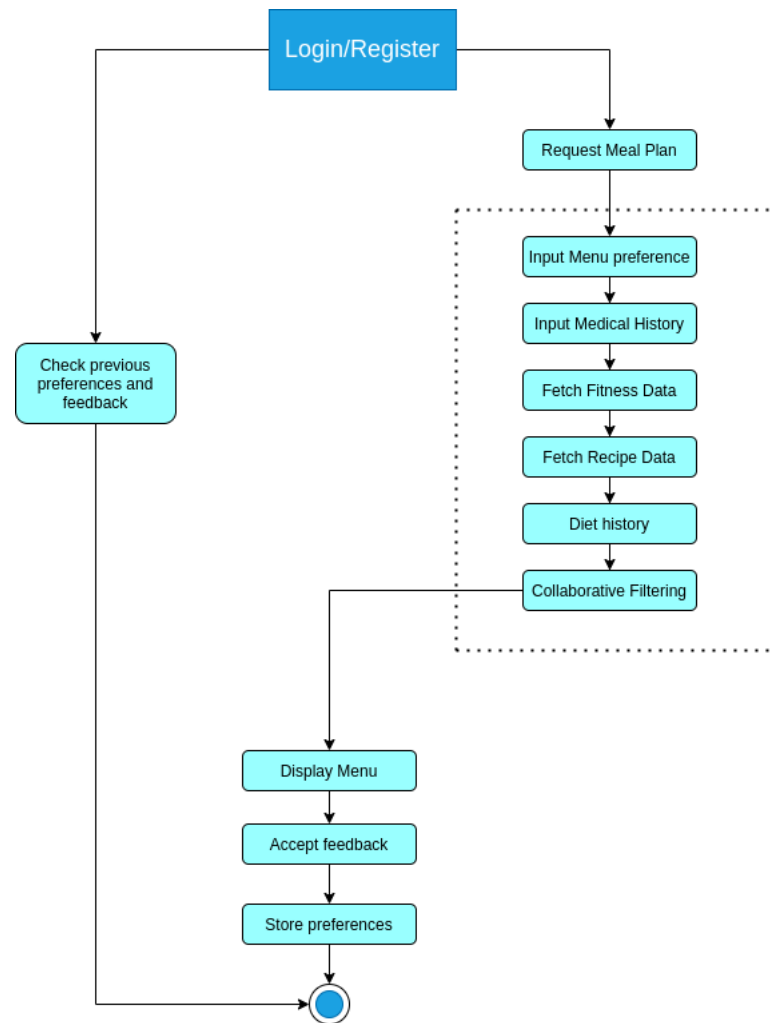 Login/Register
Request Meal Plan
Input Menu preference
Input Medical History
Check previous
preferences and
feedback
Fetch Fitness Data
Fetch Recipe Data
Diet history
Collaborative Filtering
Display Menu
Accept feedback
Store preferences